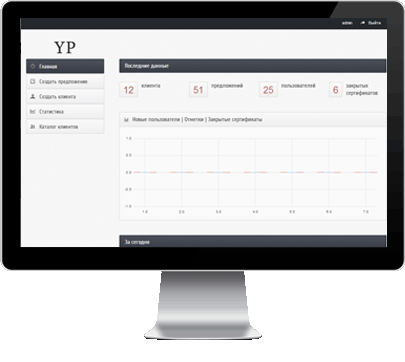 admin Выйти
YP
Главная
Создать предложение
Создать клиента
Статистика
Каталог клиентов
Последние данные
12 клиента
51 предложений
25 пользователей
6 закрытые
сертификатов
Новые пользователи | Отметки | Закрытые сертификаты
1.0
0.5
0.0
-0.5
-1.0
1.0 2.0 3.0 4.0 5.0 6.0 7.0
За сегодня